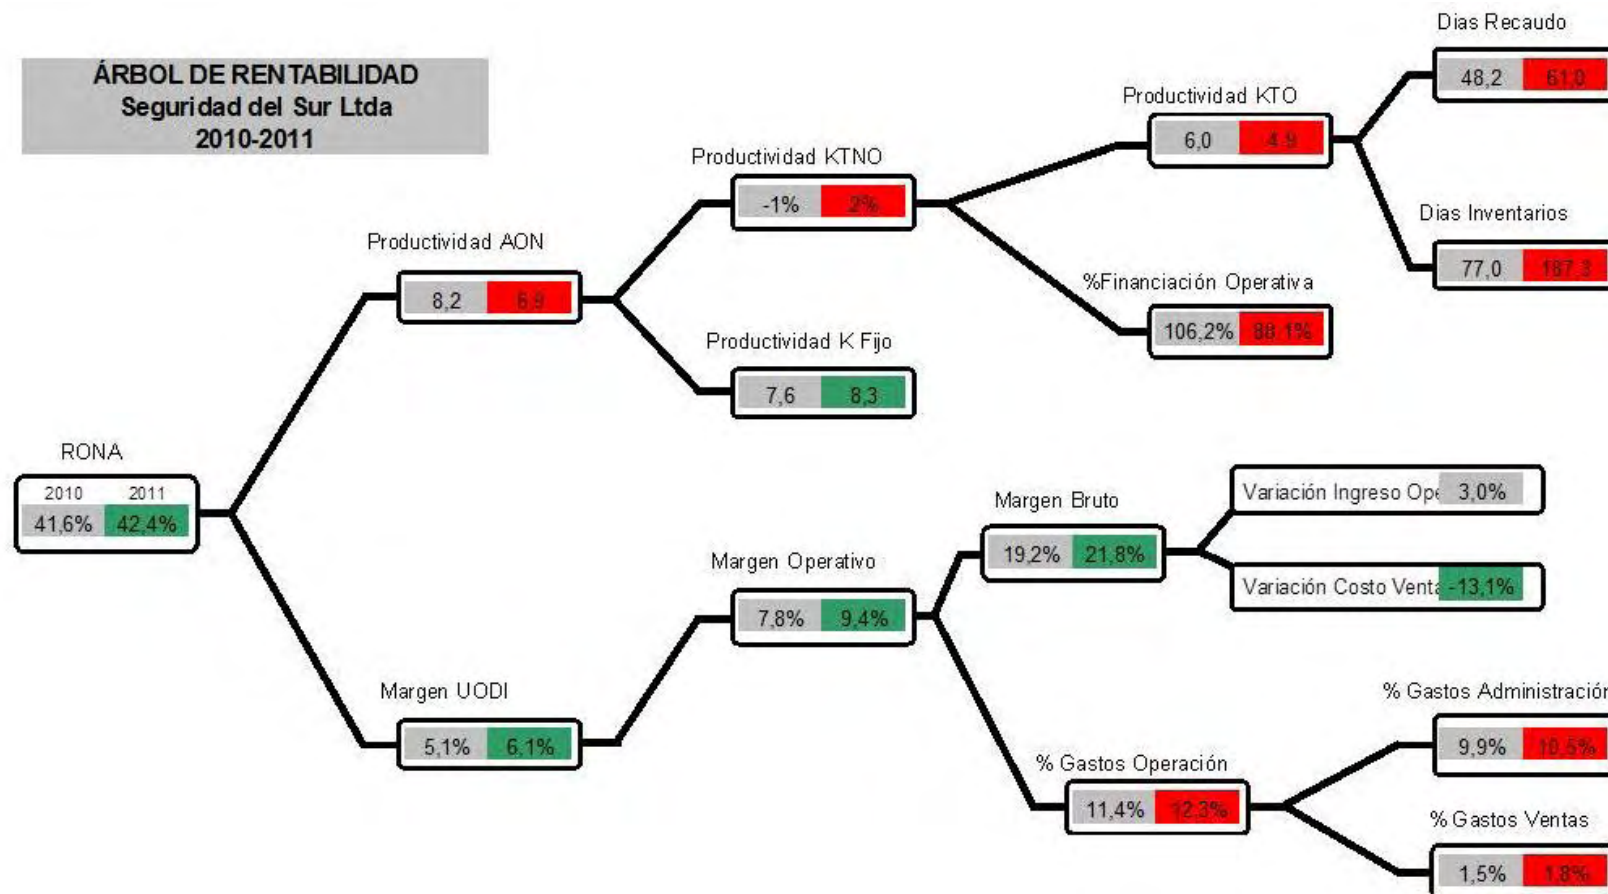 ÁRBOL DE RENTABILIDAD
Seguridad del Sur Ltda
2010-2011
Dias Recaudo
48,2 61,0
Productividad KTO
6,0 4,9
Dias Inventarios
77,0 187,3
Productividad KTNO
-1% 2%
%Financiación Operativa
106,2% 88,1%
Productividad AON
8,2 6,9
Productividad K Fijo
7,6 8,3
RONA
2010 2011
41,6% 42,4%
Margen Bruto
19,2% 21,8%
Variación Ingreso Ope 3,0%
Variación Costo Venta -13,1%
Margen Operativo
7,8% 9,4%
Margen UODI
5,1% 6,1%
% Gastos Operación
11,4% 12,3%
% Gastos Administración
9,9% 10,5%
% Gastos Ventas
1,5% 1,8%